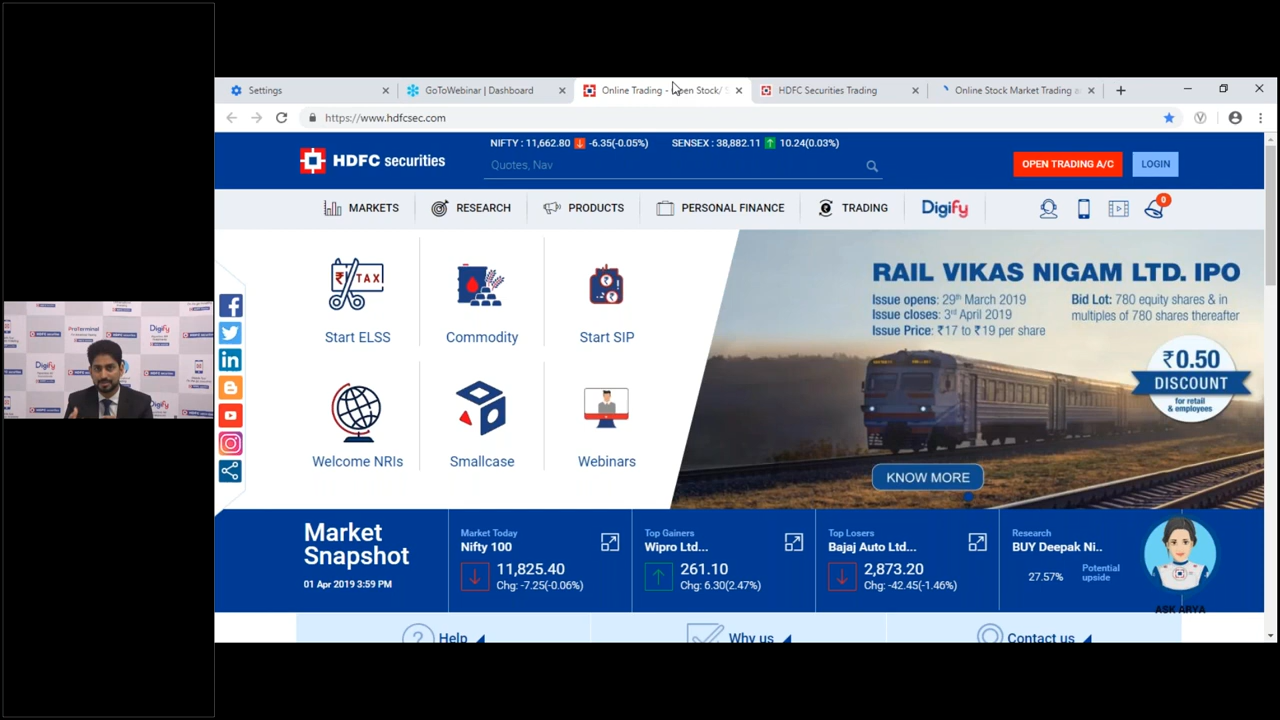 Settings
GoToWebinar | Dashboard
Online Trading - Open Stock/
HDFC Securities Trading
Online Stock Market Trading a
https://www.hdfcsec.com
HDFC securities
NIFTY : 11,662.80 -6.35(-0.05%)
SENSEX : 38,882.11 10.24(0.03%)
Quotes, Nav
OPEN TRADING A/C
LOGIN
MARKETS
RESEARCH
PRODUCTS
PERSONAL FINANCE
TRADING
Digify
0
TAX
Start ELSS
Commodity
Start SIP
Welcome NRIs
Smallcase
Webinars
RAIL VIKAS NIGAM LTD. IPO
Issue opens: 29th March 2019
Issue closes: 3rd April 2019
Issue Price: ₹17 to ₹19 per share
Bid Lot: 780 equity shares & in
multiples of 780 shares thereafter
₹0.50
DISCOUNT
for retail
& employees
KNOW MORE
Market
Snapshot
01 Apr 2019 3:59 PM
Market Today
Nifty 100
11,825.40
Chg: -7.25(-0.06%)
Top Gainers
Wipro Ltd...
261.10
Chg: 6.30(2.47%)
Top Losers
Bajaj Auto Ltd...
2,873.20
Chg: -42.45(-1.46%)
Research
BUY Deepak Ni..
27.57%
Potential
upside
ASK ARYA
Help
Why us
Contact us
ProTerminal
Digify
Digify